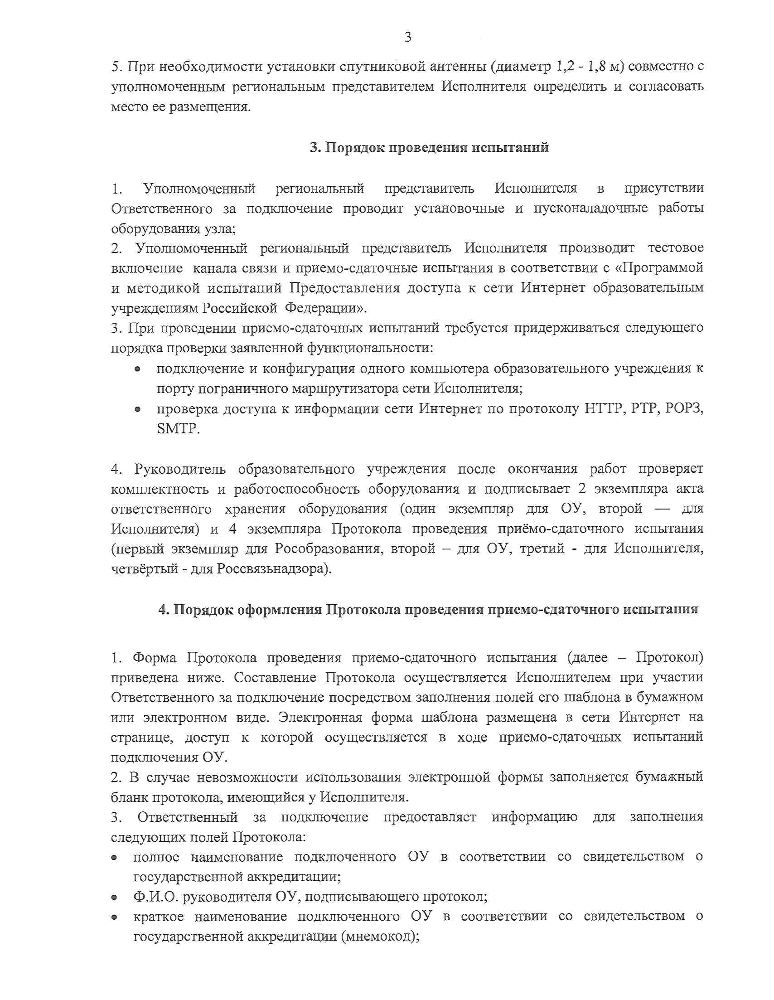 3
5. При необходимости установки спутниковой антенны (диаметр 1,2 - 1,8 м) совместно с
уполномоченным региональным представителем Исполнителя определить и согласовать
место ее размещения.
3. Порядок проведения испытаний
1. Уполномоченный региональный представитель Исполнителя в присутствии
Ответственного за подключение проводит установочные и пусконаладочные работы
оборудования узла;
2. Уполномоченный региональный представитель Исполнителя производит тестовое
включение канала связи и приемо-сдаточные испытания в соответствии с «Программой
и методикой испытаний Предоставления доступа к сети Интернет образовательным
учреждениям Российской Федерации».
3. При проведении приемо-сдаточных испытаний требуется придерживаться следующего
порядка проверки заявленной функциональности:
• подключение и конфигурация одного компьютера образовательного учреждения к
порту пограничного маршрутизатора сети Исполнителя;
• проверка доступа к информации сети Интернет по протоколу HTTP, PTP, POP3,
SMTP.
4. Руководитель образовательного учреждения после окончания работ проверяет
комплектность и работоспособность оборудования и подписывает 2 экземпляра акта
ответственного хранения оборудования (один экземпляр для ОУ, второй — для
Исполнителя) и 4 экземпляра Протокола проведения приёмо-сдаточного испытания
(первый экземпляр для Рособразования, второй – для ОУ, третий - для Исполнителя,
четвёртый - для Россвязьнадзора).
4. Порядок оформления Протокола проведения приемо-сдаточного испытания
1. Форма Протокола проведения приемо-сдаточного испытания (далее – Протокол)
приведена ниже. Составление Протокола осуществляется Исполнителем при участии
Ответственного за подключение посредством заполнения полей его шаблона в бумажном
или электронном виде. Электронная форма шаблона размещена в сети Интернет на
странице, доступ к которой осуществляется в ходе приемо-сдаточных испытаний
подключения ОУ.
2. В случае невозможности использования электронной формы заполняется бумажный
бланк протокола, имеющийся у Исполнителя.
3. Ответственный за подключение предоставляет информацию для заполнения
следующих полей Протокола:
• полное наименование подключенного ОУ в соответствии со свидетельством о
государственной аккредитации;
• Ф.И.О. руководителя ОУ, подписывающего протокол;
• краткое наименование подключенного ОУ в соответствии со свидетельством о
государственной аккредитации (мнемокод);